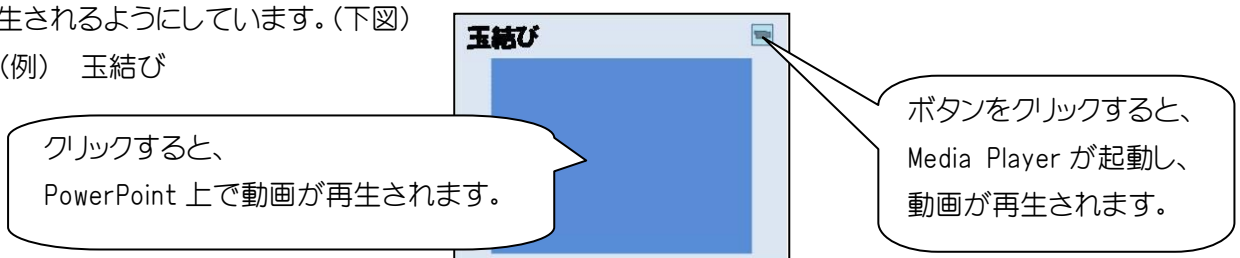 生されるようにしています。(下図)
(例)　玉結び
玉結び
クリックすると、
PowerPoint 上で動画が再生されます。
ボタンをクリックすると、
Media Player が起動し、
動画が再生されます。